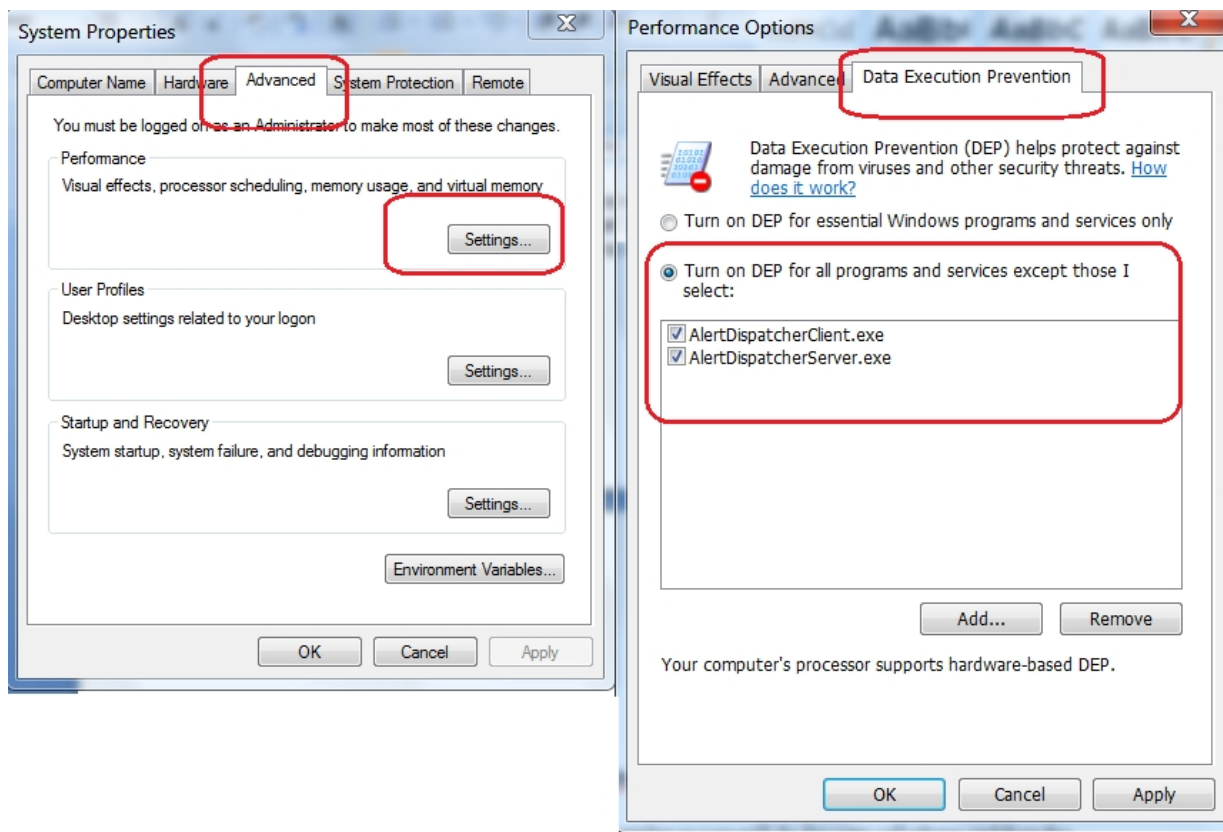 System Properties
Computer Name Hardware Advanced System Protection Remote
You must be logged on as an Administrator to make most of these changes.
Performance
Visual effects, processor scheduling, memory usage, and virtual memory
Settings...
User Profiles
Desktop settings related to your logon
Settings...
Startup and Recovery
System startup, system failure, and debugging information
Settings...
Environment Variables...
OK Cancel Apply
Performance Options
Visual Effects Advanced Data Execution Prevention
Data Execution Prevention (DEP) helps protect against
damage from viruses and other security threats. How
does it work?
Turn on DEP for essential Windows programs and services only
Turn on DEP for all programs and services except those I
select:
AlertDispatcherClient.exe
AlertDispatcherServer.exe
Add... Remove
Your computer's processor supports hardware-based DEP.
OK Cancel Apply